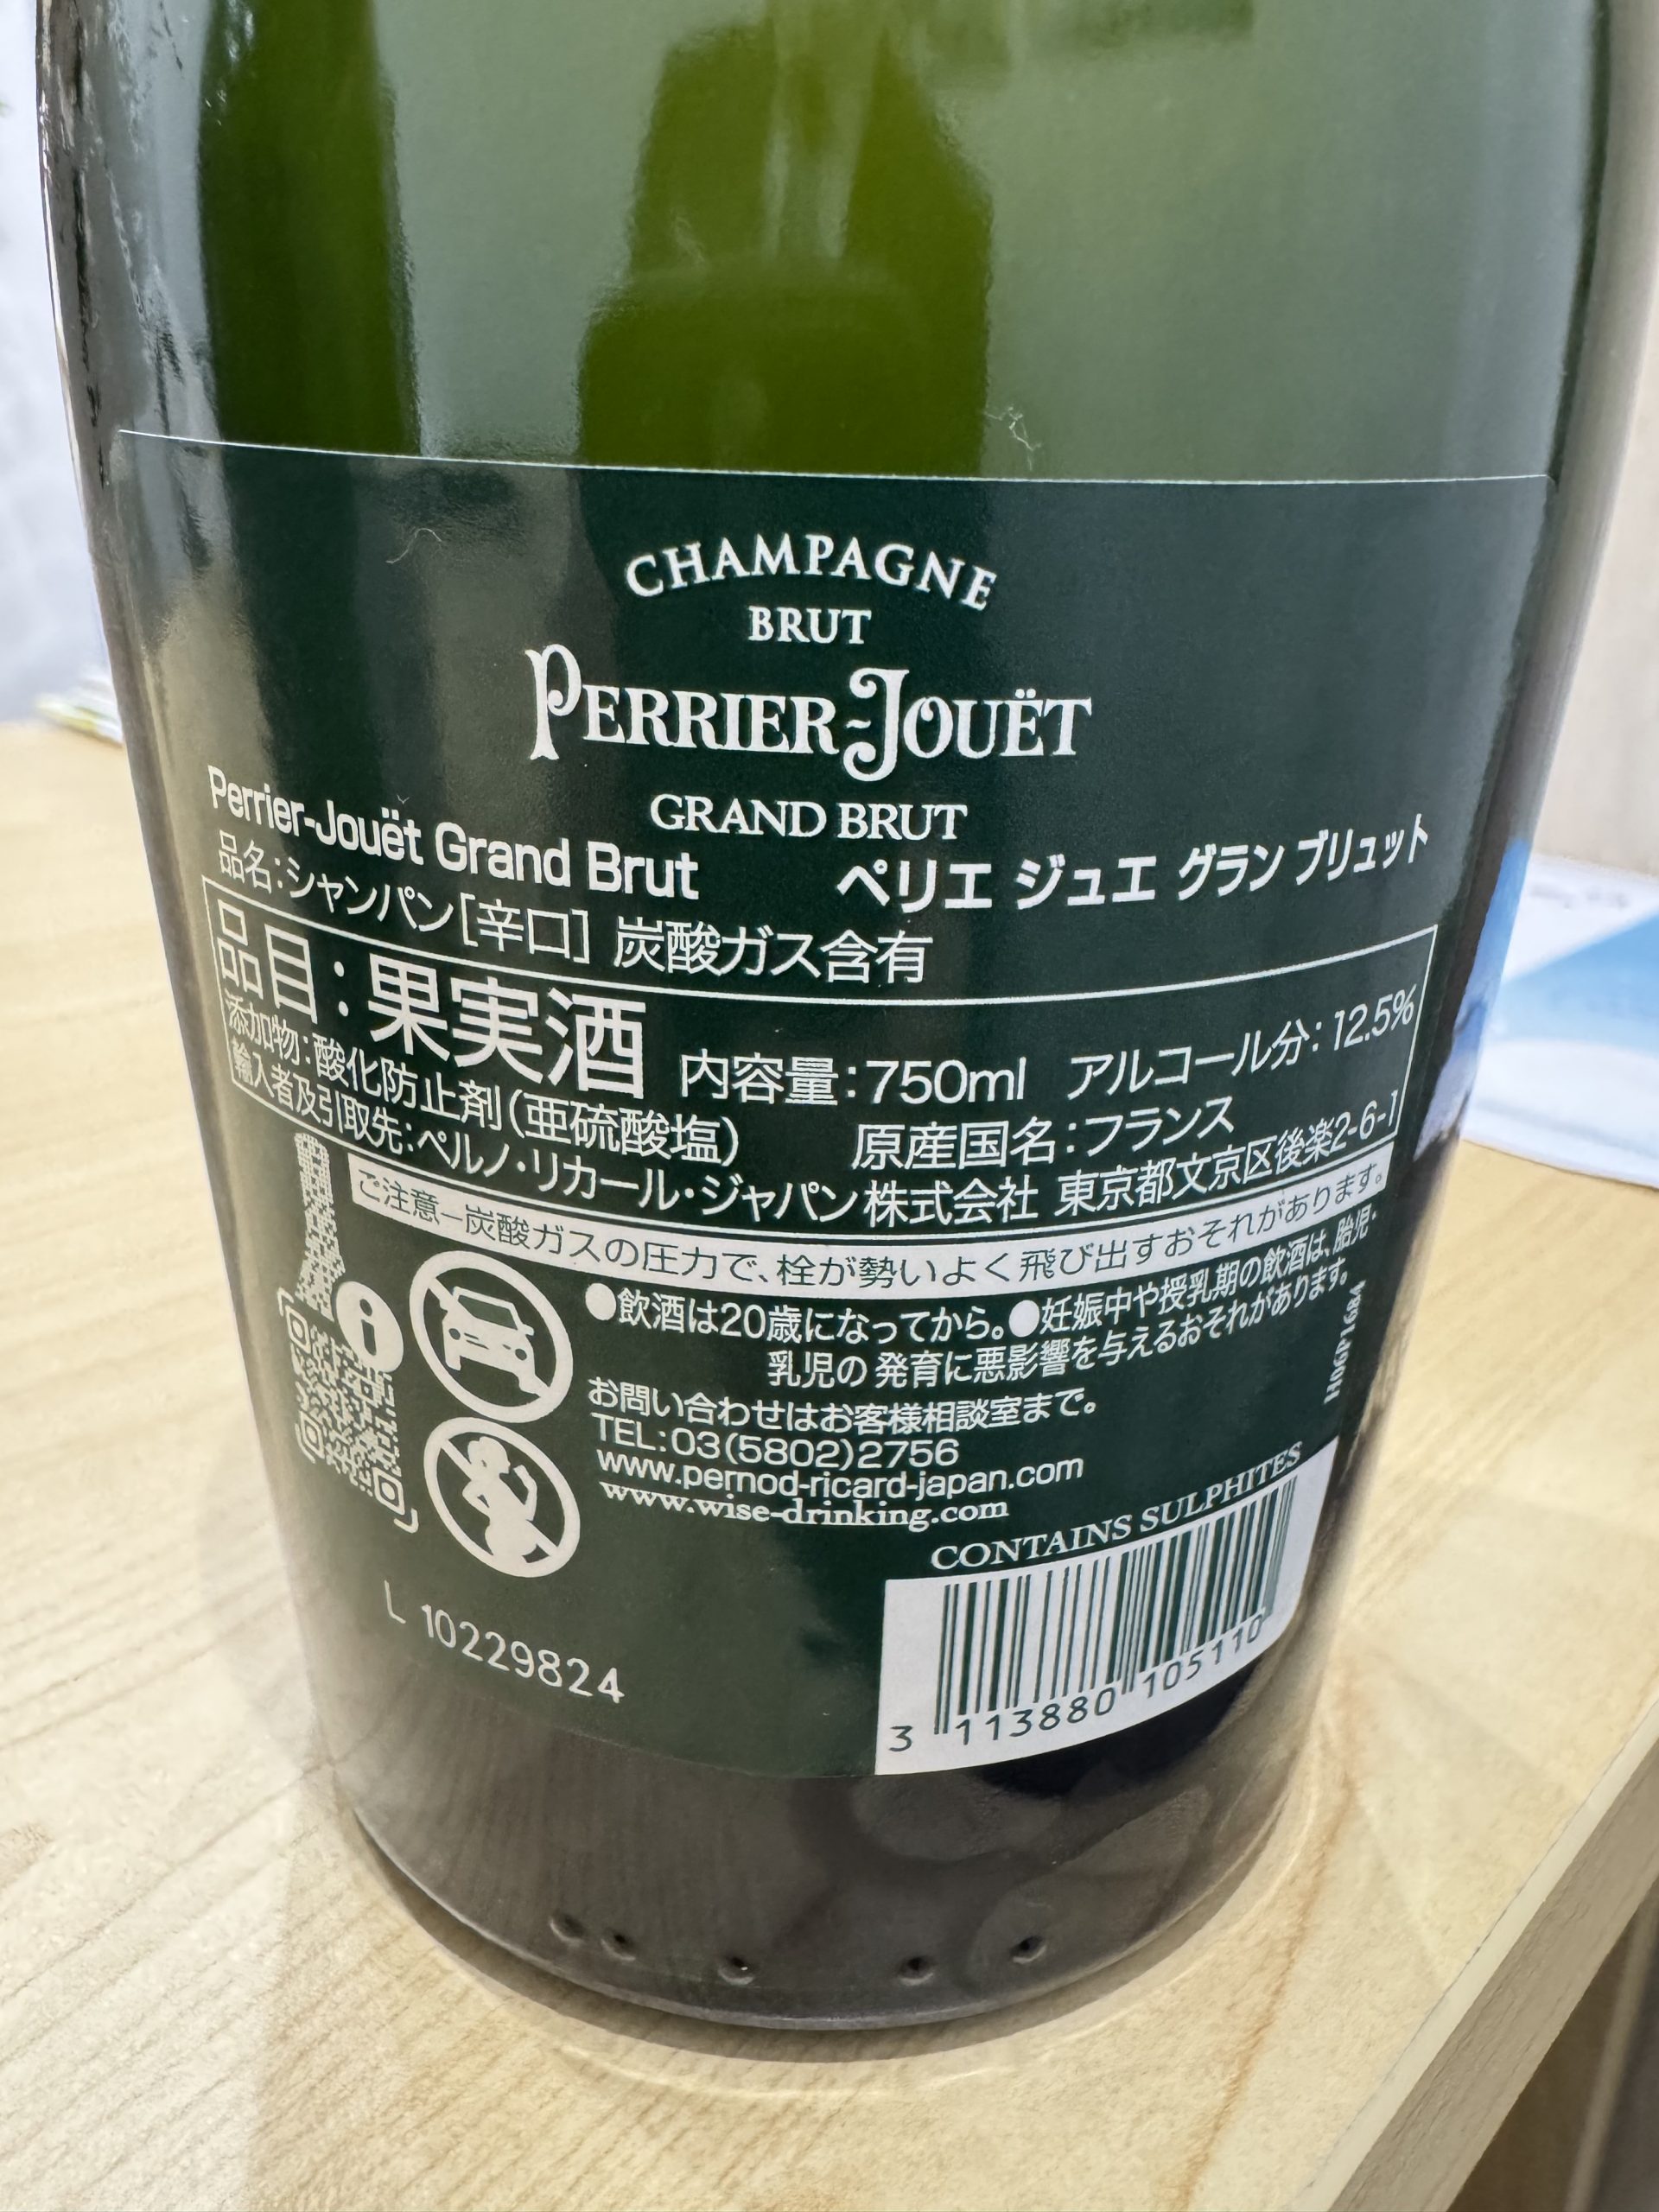 CHAMPAGNE
BRUT
PERRIER-JOUËT
GRAND BRUT
Perrier-Jouët Grand Brut ペリエ ジュエ グラン ブリュット
品名:シャンパン[辛口] 炭酸ガス含有
品目:果実酒 内容量:750ml アルコール分:12.5%
添加物:酸化防止剤(亜硫酸塩) 原産国名:フランス
輸入者及引取先:ペルノ・リカール・ジャパン株式会社 東京都文京区後楽2-6-1
ご注意—炭酸ガスの圧力で、栓が勢いよく飛び出すおそれがあります。
●飲酒は20歳になってから。●妊娠中や授乳期の飲酒は、胎児・
乳児の発育に悪影響を与えるおそれがあります。
H06P1684
お問い合わせはお客様相談室まで。
TEL:03(5802)2756
www.pernod-ricard-japan.com
www.wise-drinking.com
CONTAINS SULPHITES
L 10229824
3 113880 105110